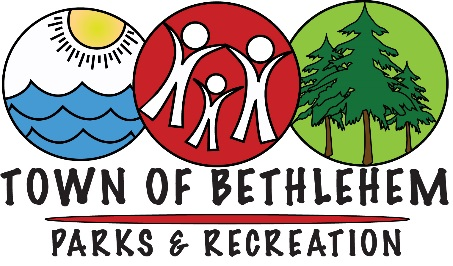 TOWN OF BETHLEHEM
PARKS & RECREATION